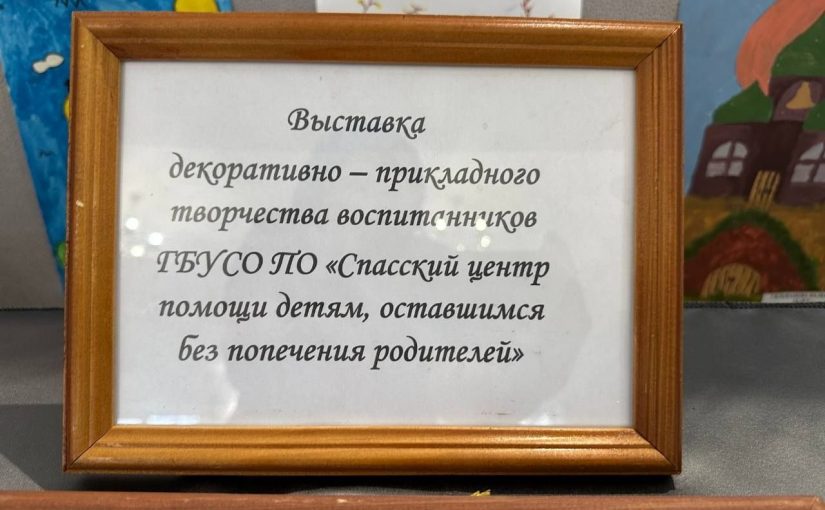 Выставка
декоративно – прикладного
творчества воспитанников
ГБУСО ПО «Спасский центр
помощи детям, оставшимся
без попечения родителей»